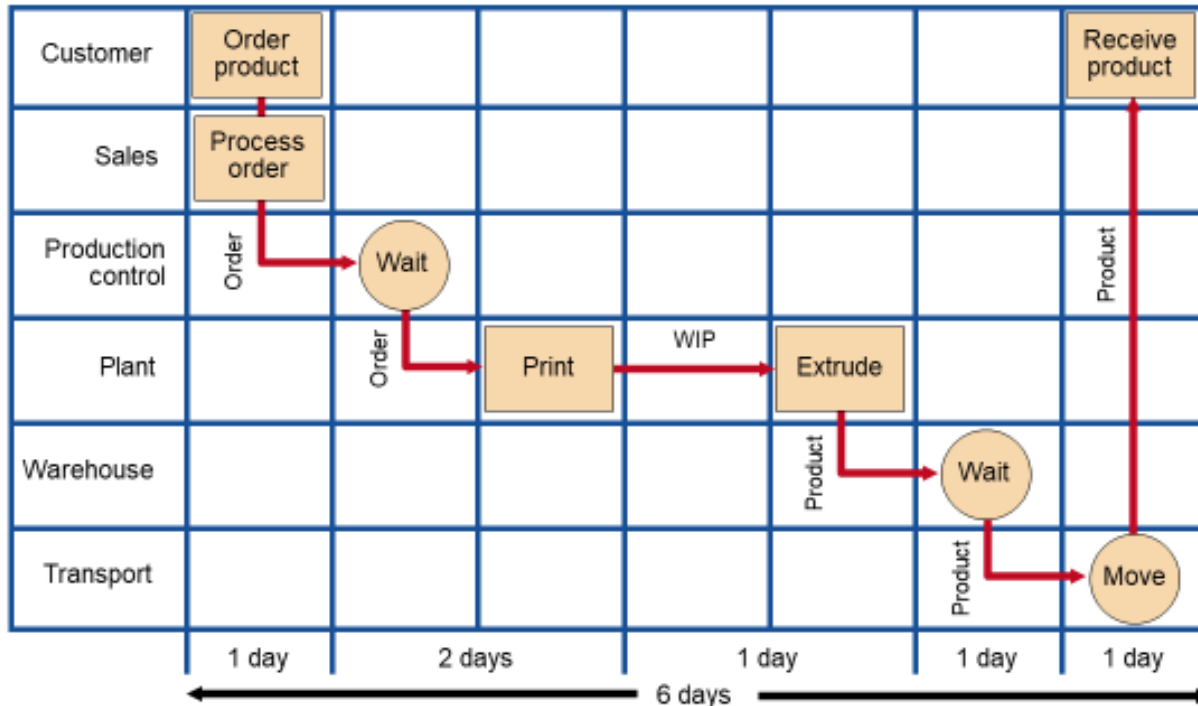 Customer
Order
product
Receive
product
Sales
Process
order
Production
control
Order
Wait
Product
Plant
Order
Print
WIP
Extrude
Warehouse
Product
Wait
Transport
Product
Move
1 day
2 days
1 day
1 day
1 day
6 days